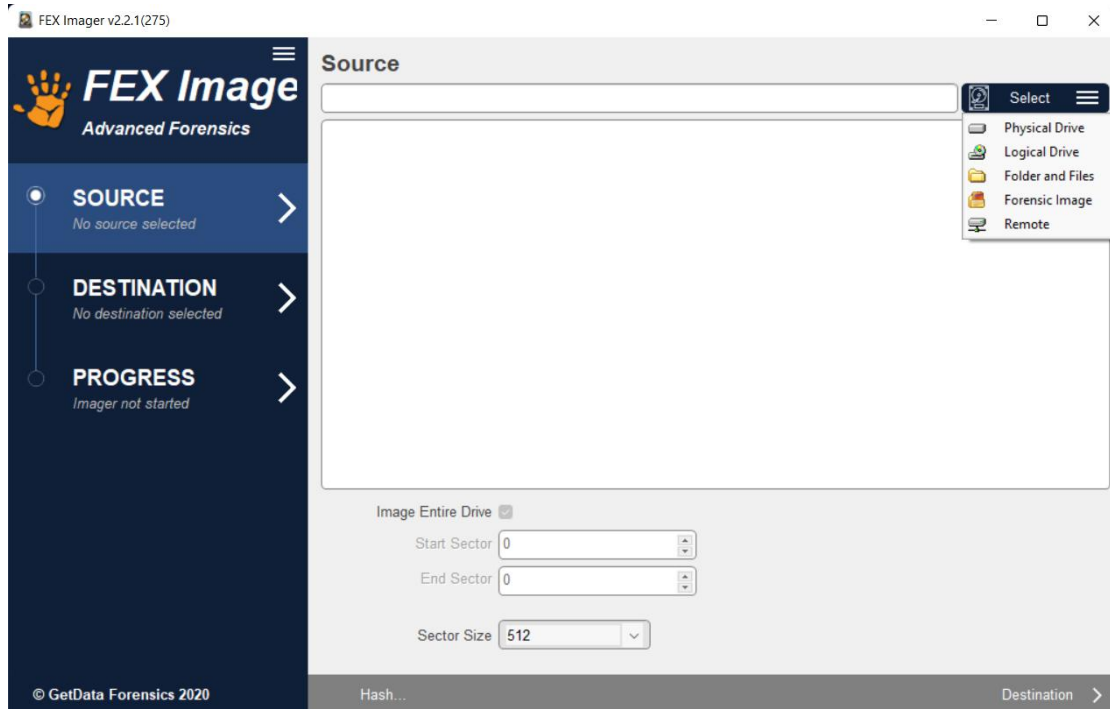 FEX Imager v2.2.1(275)
FEX Image
Advanced Forensics
SOURCE
No source selected
DESTINATION
No destination selected
PROGRESS
Imager not started
© GetData Forensics 2020
Source
Select
Physical Drive
Logical Drive
Folder and Files
Forensic Image
Remote
Image Entire Drive
Start Sector 0
End Sector 0
Sector Size 512
Hash...
Destination